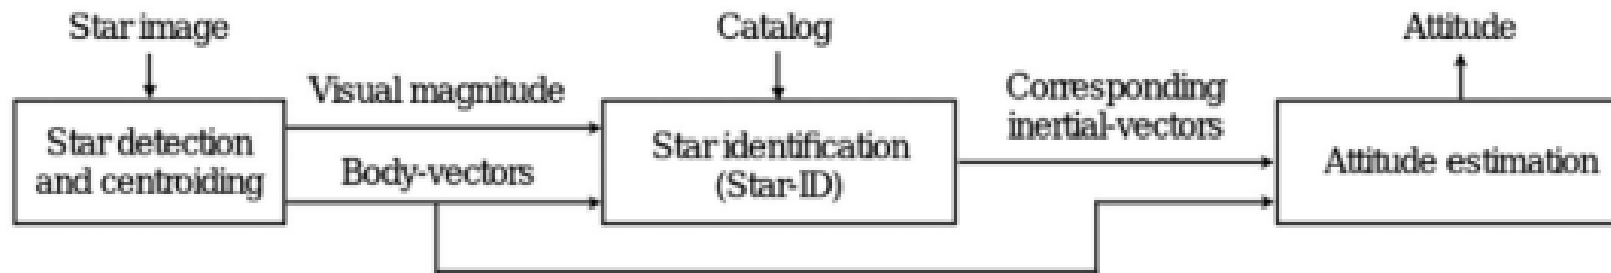 Star image
Catalog
Attitude
Visual magnitude
Corresponding
inertial-vectors
Star detection
and centroiding
Body-vectors
Star identification
(Star-ID)
Attitude estimation